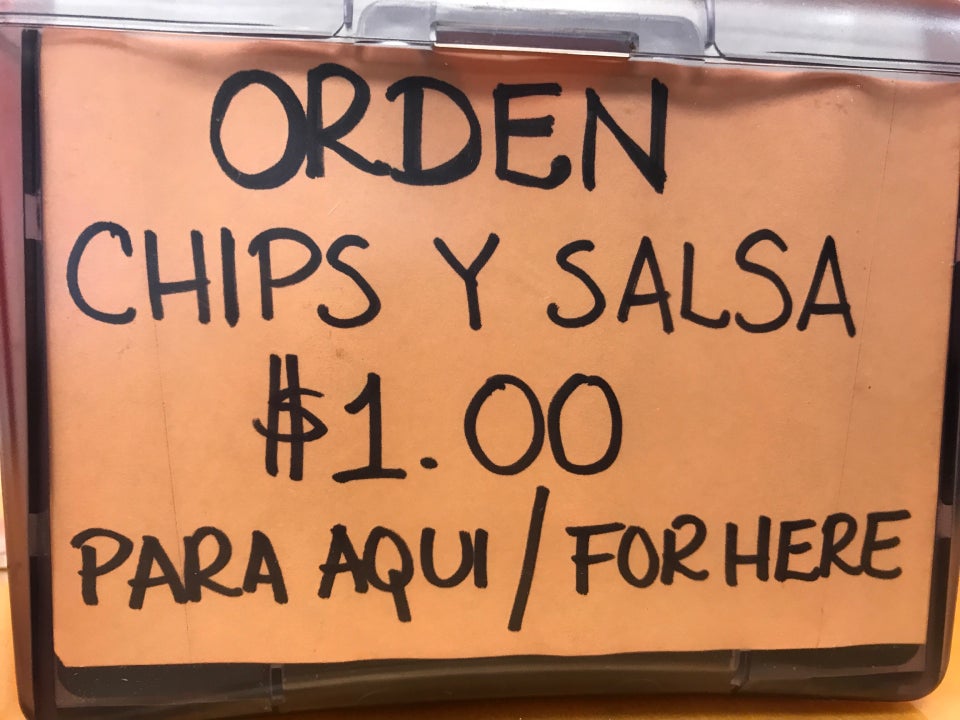 ORDEN
CHIPS Y SALSA
$1.00
PARA AQUI / FOR HERE